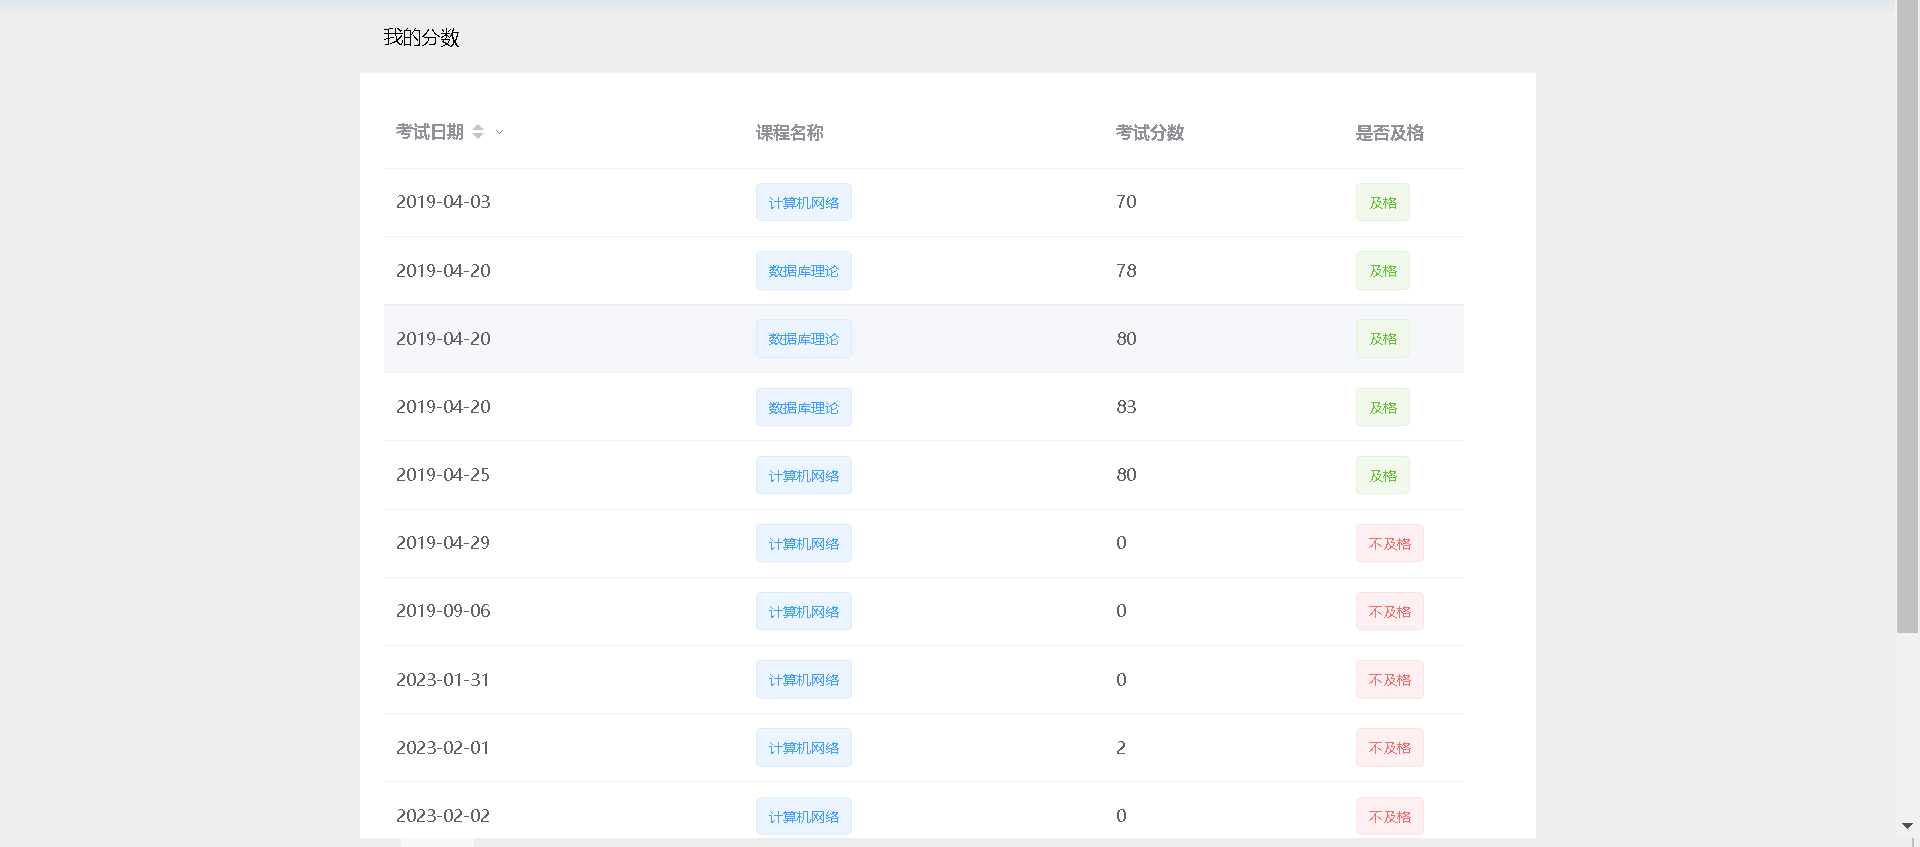 我的分数
考试日期 课程名称 考试分数 是否及格
2019-04-03 计算机网络 70 及格
2019-04-20 数据库理论 78 及格
2019-04-20 数据库理论 80 及格
2019-04-20 数据库理论 83 及格
2019-04-25 计算机网络 80 及格
2019-04-29 计算机网络 0 不及格
2019-09-06 计算机网络 0 不及格
2023-01-31 计算机网络 0 不及格
2023-02-01 计算机网络 2 不及格
2023-02-02 计算机网络 0 不及格